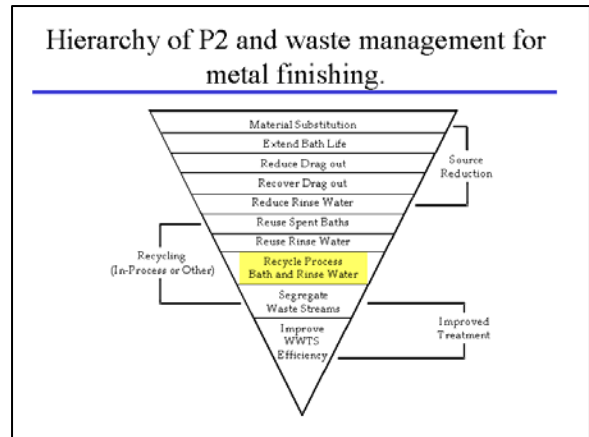 Hierarchy of P2 and waste management for
metal finishing.
Material Substitution
Extend Bath Life
Reduce Drag out
Recover Drag out
Reduce Rinse Water
Source
Reduction
Reuse Spent Baths
Reuse Rinse Water
Recycle Process
Bath and Rinse Water
Recycling
(In-Process or Other)
Segregate
Waste Streams
Improve
WWTS
Efficiency
Improved
Treatment